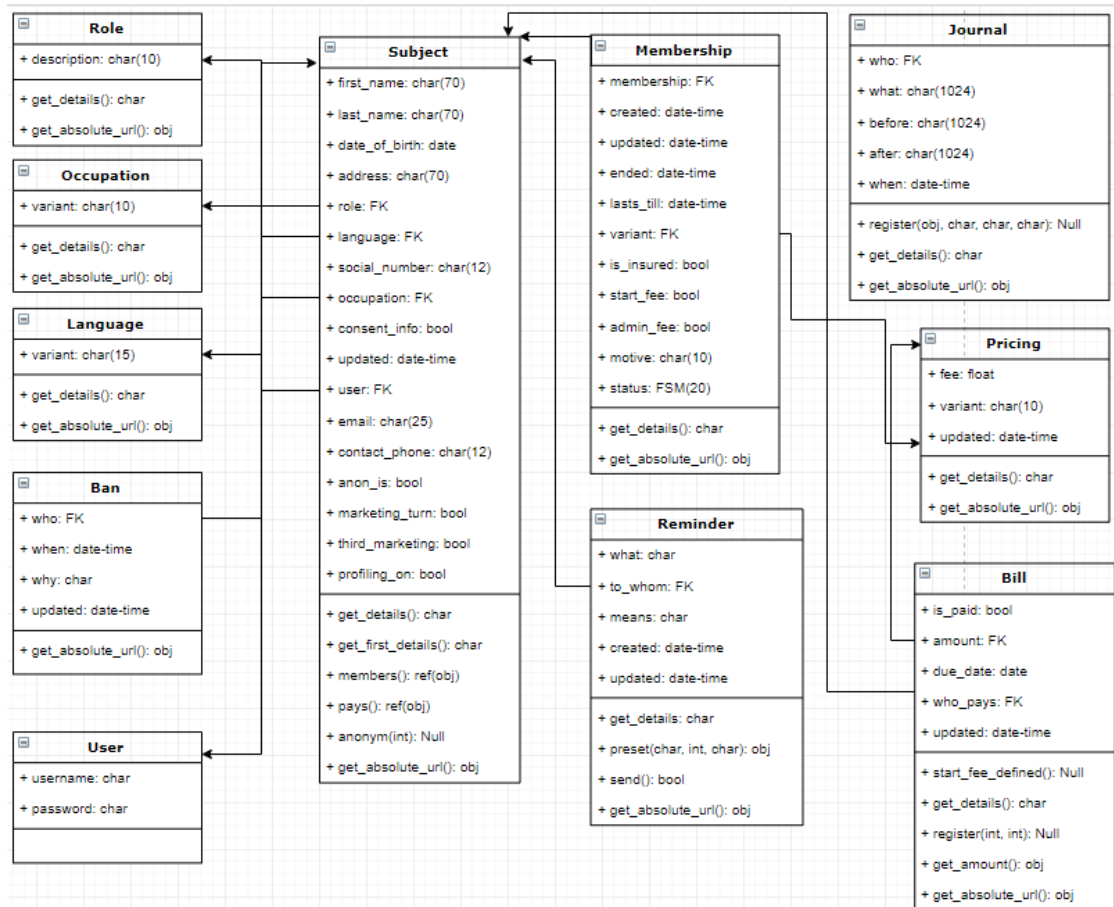 Role
+ description: char(10)
+ get_details(): char
+ get_absolute_url(): obj
Occupation
+ variant: char(10)
+ get_details(): char
+ get_absolute_url(): obj
Language
+ variant: char(15)
+ get_details(): char
+ get_absolute_url(): obj
Ban
+ who: FK
+ when: date-time
+ why: char
+ updated: date-time
+ get_absolute_url(): obj
User
+ username: char
+ password: char
Subject
+ first_name: char(70)
+ last_name: char(70)
+ date_of_birth: date
+ address: char(70)
+ role: FK
+ language: FK
+ social_number: char(12)
+ occupation: FK
+ consent_info: bool
+ updated: date-time
+ user: FK
+ email: char(25)
+ contact_phone: char(12)
+ anon_is: bool
+ marketing_turn: bool
+ third_marketing: bool
+ profiling_on: bool
+ get_details(): char
+ get_first_details(): char
+ members(): ref(obj)
+ pays(): ref(obj)
+ anonym(int): Null
+ get_absolute_url(): obj
Membership
+ membership: FK
+ created: date-time
+ updated: date-time
+ ended: date-time
+ lasts_till: date-time
+ variant: FK
+ is_insured: bool
+ start_fee: bool
+ admin_fee: bool
+ motive: char(10)
+ status: FSM(20)
+ get_details(): char
+ get_absolute_url(): obj
Reminder
+ what: char
+ to_whom: FK
+ means: char
+ created: date-time
+ updated: date-time
+ get_details: char
+ preset(char, int, char): obj
+ send(): bool
+ get_absolute_url(): obj
Journal
+ who: FK
+ what: char(1024)
+ before: char(1024)
+ after: char(1024)
+ when: date-time
+ register(obj, char, char, char): Null
+ get_details(): char
+ get_absolute_url(): obj
Pricing
+ fee: float
+ variant: char(10)
+ updated: date-time
+ get_details(): char
+ get_absolute_url(): obj
Bill
+ is_paid: bool
+ amount: FK
+ due_date: date
+ who_pays: FK
+ updated: date-time
+ start_fee_defined(): Null
+ get_details(): char
+ register(int, int): Null
+ get_amount(): obj
+ get_absolute_url(): obj